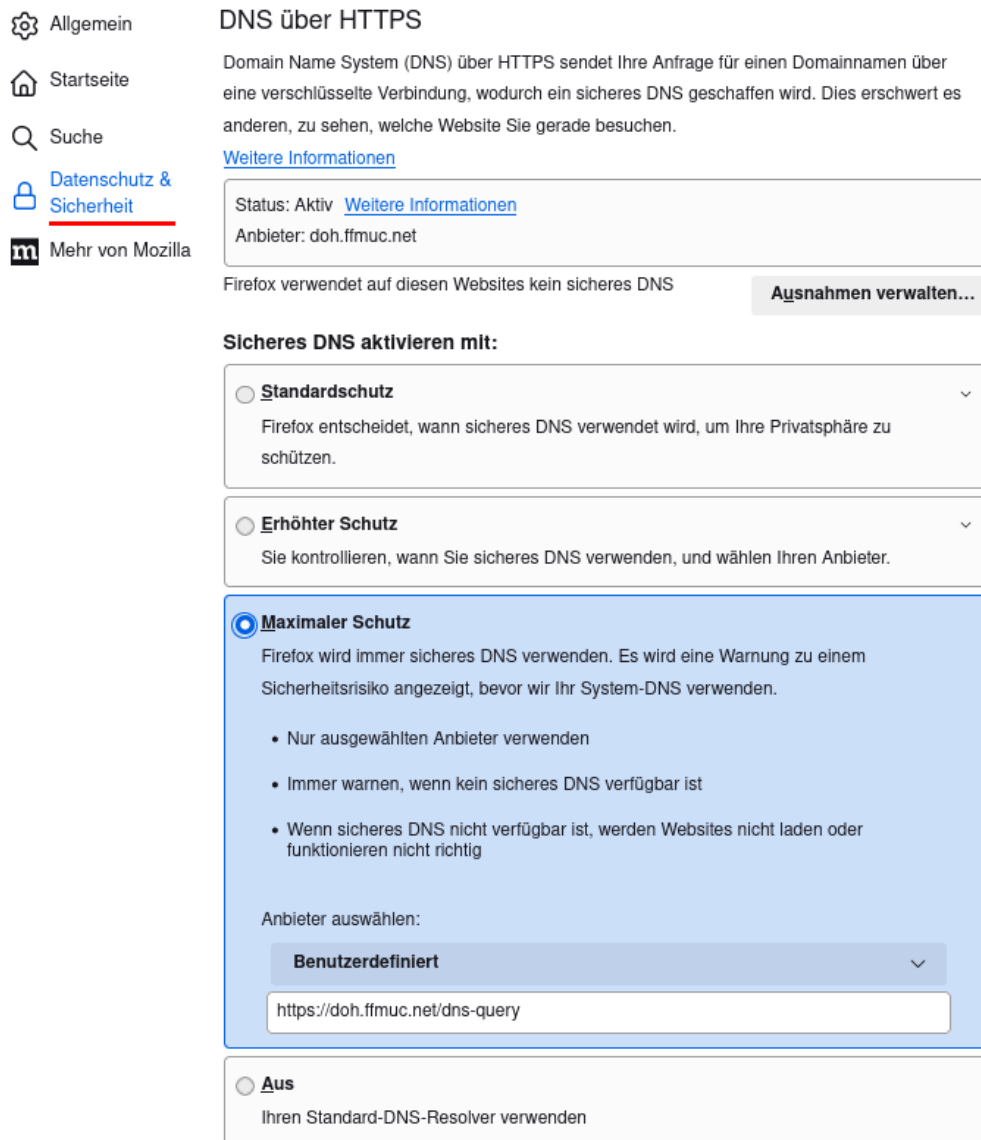 Allgemein
Startseite
Suche
Datenschutz &
Sicherheit
m Mehr von Mozilla
DNS über HTTPS
Domain Name System (DNS) über HTTPS sendet Ihre Anfrage für einen Domainnamen über
eine verschlüsselte Verbindung, wodurch ein sicheres DNS geschaffen wird. Dies erschwert es
anderen, zu sehen, welche Website Sie gerade besuchen.
Weitere Informationen
Status: Aktiv Weitere Informationen
Anbieter: doh.ffmuc.net
Firefox verwendet auf diesen Websites kein sicheres DNS
Ausnahmen verwalten...
Sicheres DNS aktivieren mit:
Standardschutz
Firefox entscheidet, wann sicheres DNS verwendet wird, um Ihre Privatsphäre zu
schützen.
Erhöhter Schutz
Sie kontrollieren, wann Sie sicheres DNS verwenden, und wählen Ihren Anbieter.
Maximaler Schutz
Firefox wird immer sicheres DNS verwenden. Es wird eine Warnung zu einem
Sicherheitsrisiko angezeigt, bevor wir Ihr System-DNS verwenden.
• Nur ausgewählten Anbieter verwenden
• Immer warnen, wenn kein sicheres DNS verfügbar ist
• Wenn sicheres DNS nicht verfügbar ist, werden Websites nicht laden oder
funktionieren nicht richtig
Anbieter auswählen:
Benutzerdefiniert
https://doh.ffmuc.net/dns-query
Aus
Ihren Standard-DNS-Resolver verwenden